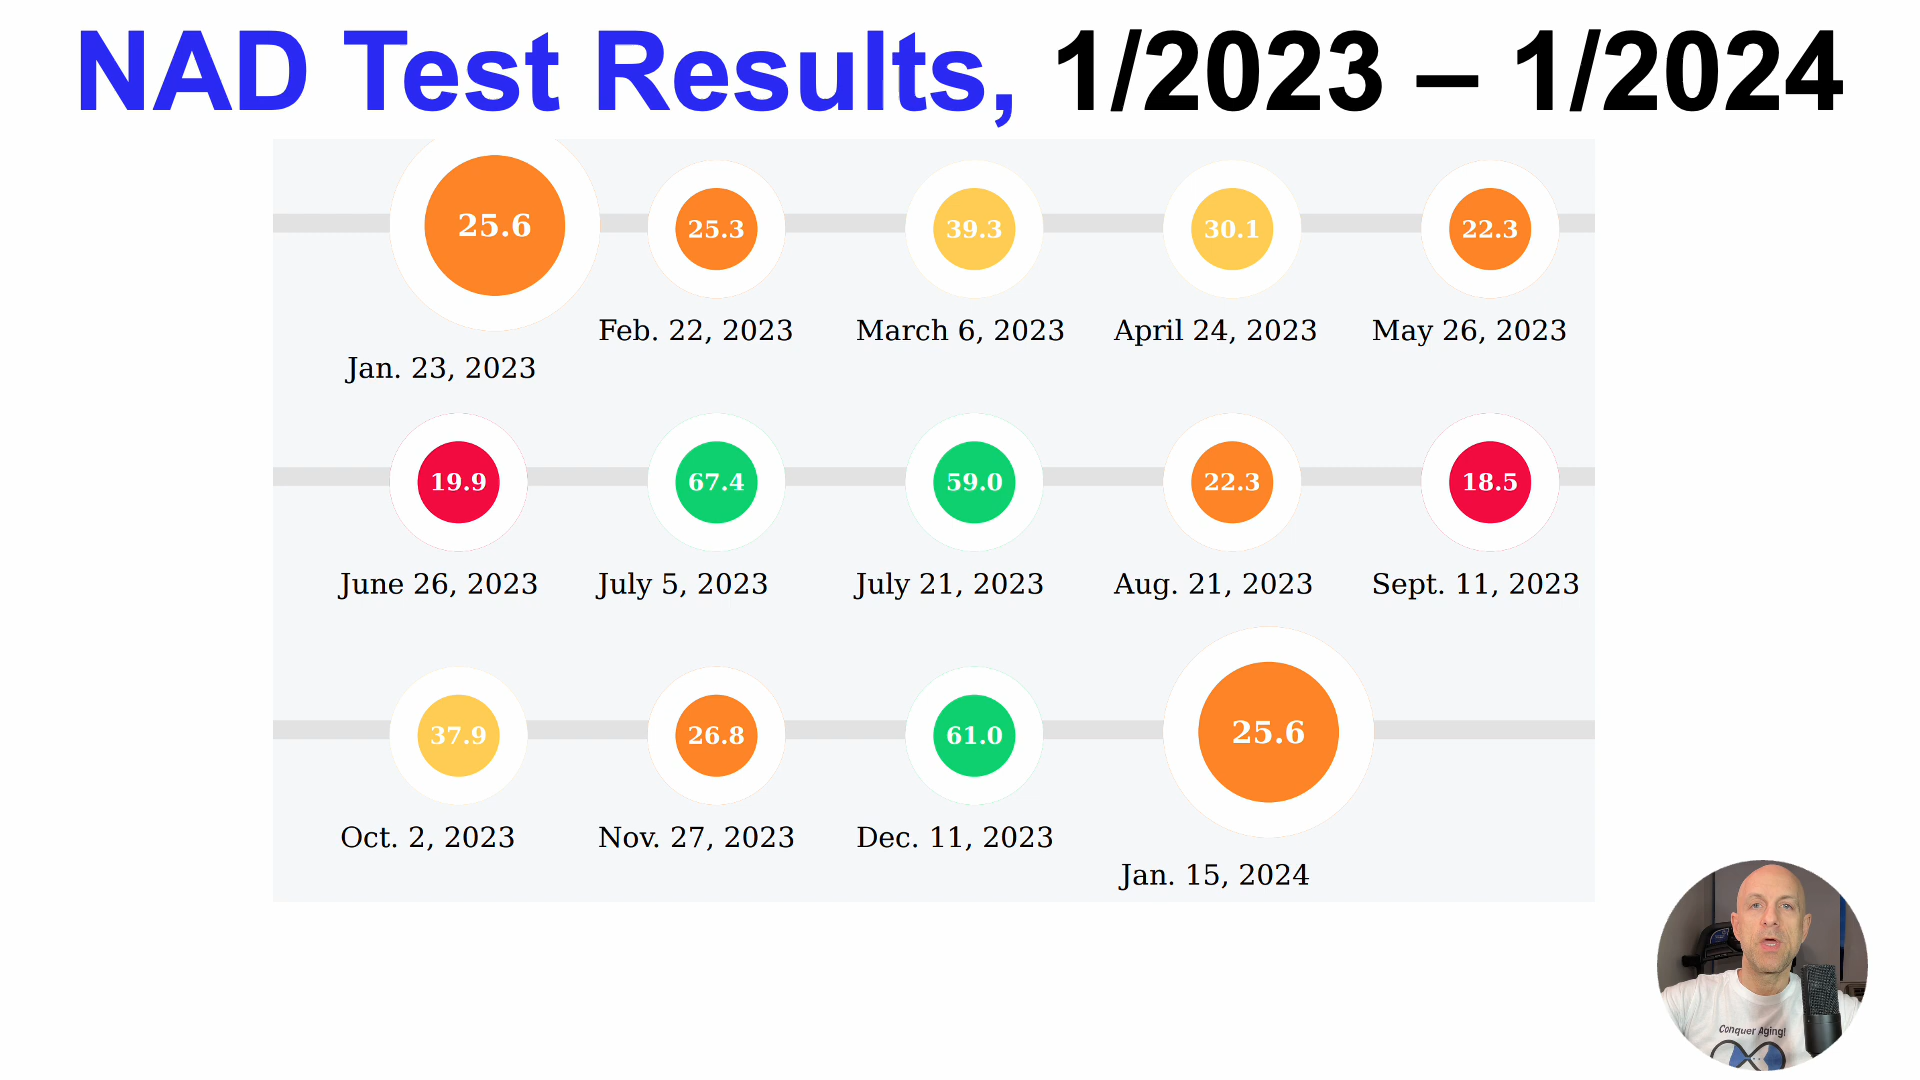 NAD Test Results, 1/2023 – 1/2024
25.6
25.3
39.3
30.1
22.3
Jan. 23, 2023
Feb. 22, 2023
March 6, 2023
April 24, 2023
May 26, 2023
19.9
67.4
59.0
22.3
18.5
June 26, 2023
July 5, 2023
July 21, 2023
Aug. 21, 2023
Sept. 11, 2023
37.9
26.8
61.0
25.6
Oct. 2, 2023
Nov. 27, 2023
Dec. 11, 2023
Jan. 15, 2024
Conquer Aging!